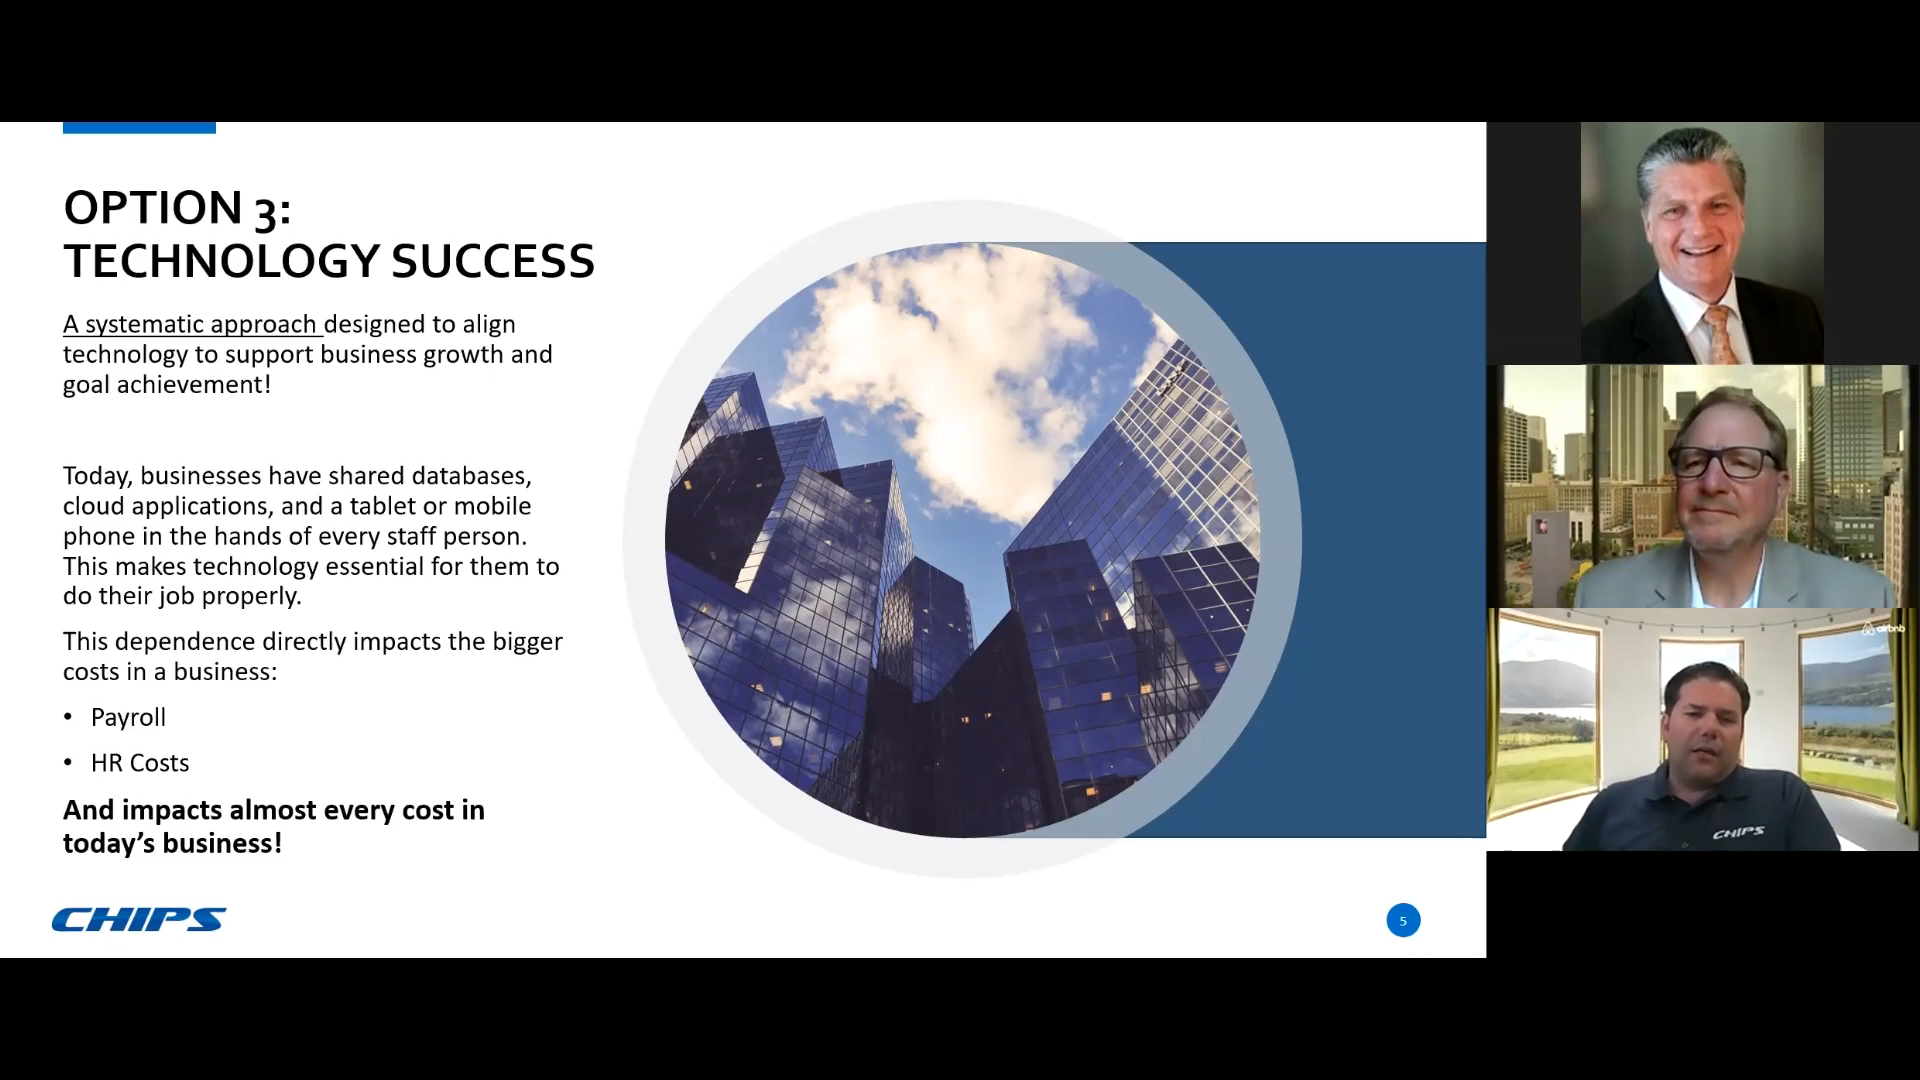 OPTION 3:
TECHNOLOGY SUCCESS
A systematic approach designed to align
technology to support business growth and
goal achievement!
Today, businesses have shared databases,
cloud applications, and a tablet or mobile
phone in the hands of every staff person.
This makes technology essential for them to
do their job properly.
This dependence directly impacts the bigger
costs in a business:
• Payroll
• HR Costs
And impacts almost every cost in
today's business!
CHIPS
5
airbnb
CHIPS